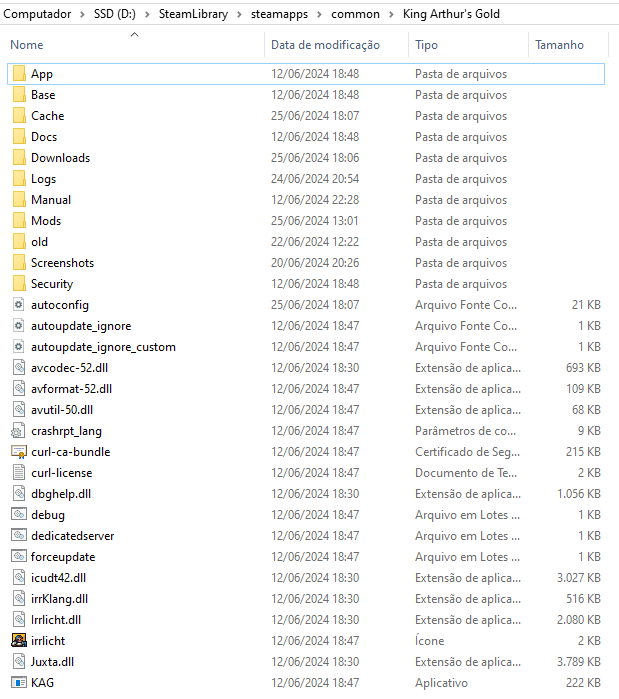 Computador > SSD (D:) > SteamLibrary > steamapps > common > King Arthur's Gold
Nome Data de modificação Tipo Tamanho
App 12/06/2024 18:48 Pasta de arquivos
Base 12/06/2024 18:48 Pasta de arquivos
Cache 25/06/2024 18:07 Pasta de arquivos
Docs 12/06/2024 18:48 Pasta de arquivos
Downloads 25/06/2024 18:06 Pasta de arquivos
Logs 24/06/2024 20:54 Pasta de arquivos
Manual 12/06/2024 22:28 Pasta de arquivos
Mods 25/06/2024 13:01 Pasta de arquivos
old 22/06/2024 12:22 Pasta de arquivos
Screenshots 20/06/2024 20:26 Pasta de arquivos
Security 12/06/2024 18:48 Pasta de arquivos
autoconfig 25/06/2024 18:07 Arquivo Fonte Co... 21 KB
autoupdate_ignore 12/06/2024 18:47 Arquivo Fonte Co... 1 KB
autoupdate_ignore_custom 12/06/2024 18:47 Arquivo Fonte Co... 1 KB
avcodec-52.dll 12/06/2024 18:30 Extensão de aplica... 693 KB
avformat-52.dll 12/06/2024 18:47 Extensão de aplica... 109 KB
avutil-50.dll 12/06/2024 18:47 Extensão de aplica... 68 KB
crashrpt_lang 12/06/2024 18:47 Parâmetros de co... 9 KB
curl-ca-bundle 12/06/2024 18:47 Certificado de Seg... 215 KB
curl-license 12/06/2024 18:47 Documento de Te... 2 KB
dbghelp.dll 12/06/2024 18:30 Extensão de aplica... 1.056 KB
debug 12/06/2024 18:47 Arquivo em Lotes ... 1 KB
dedicatedserver 12/06/2024 18:47 Arquivo em Lotes ... 1 KB
forceupdate 12/06/2024 18:47 Arquivo em Lotes ... 1 KB
icudt42.dll 12/06/2024 18:30 Extensão de aplica... 3.027 KB
irrKlang.dll 12/06/2024 18:30 Extensão de aplica... 516 KB
Irrlicht.dll 12/06/2024 18:30 Extensão de aplica... 2.080 KB
irrlicht 12/06/2024 18:47 Ícone 2 KB
Juxta.dll 12/06/2024 18:30 Extensão de aplica... 3.789 KB
KAG 12/06/2024 18:47 Aplicativo 222 KB